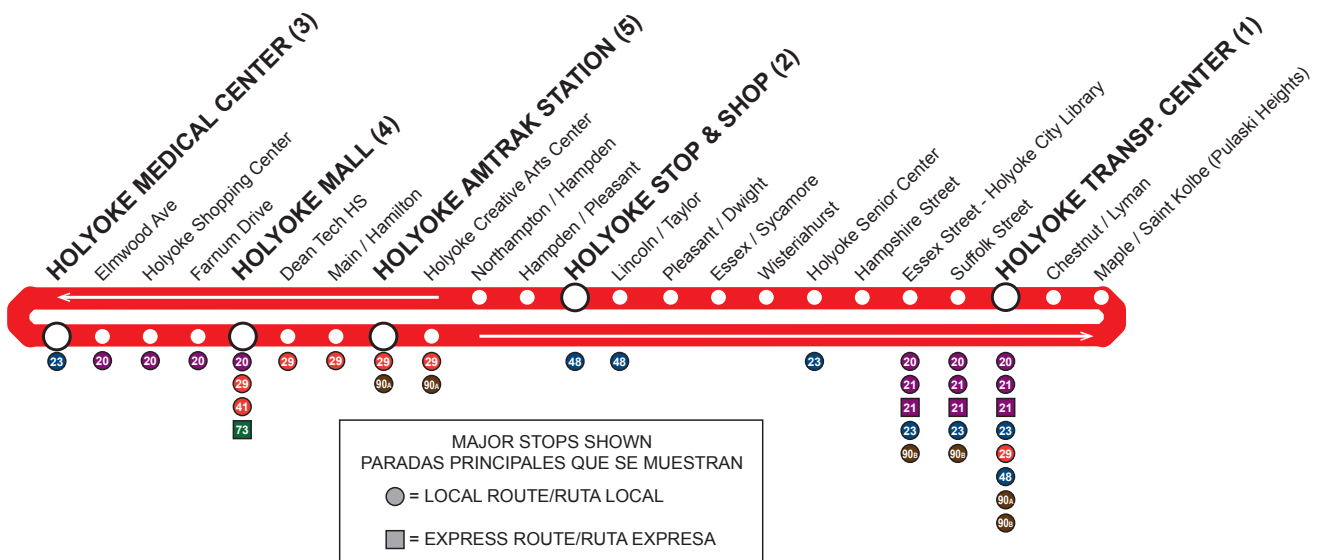 HOLYOKE MEDICAL CENTER (3)
Elmwood Ave
Holyoke Shopping Center
Farnum Drive
HOLYOKE MALL (4)
Dean Tech HS
Main / Hamilton
HOLYOKE AMTRAK STATION (5)
Holyoke Creative Arts Center
Northampton / Hampden
Hampden / Pleasant
HOLYOKE STOP & SHOP (2)
Lincoln / Taylor
Pleasant / Dwight
Essex / Sycamore
Wisteriahurst
Holyoke Senior Center
Hampshire Street
Essex Street - Holyoke City Library
Suffolk Street
HOLYOKE TRANSP. CENTER (1)
Chestnut / Lyman
Maple / Saint Kolbe (Pulaski Heights)
23 20 20 20 20 29 29 29 29 48 48 23 20 20 20
29 90A 90A 21 21 21
41 21 21 21
73 23 23 23
90B 90B 29
48
90A
90B
MAJOR STOPS SHOWN
PARADAS PRINCIPALES QUE SE MUESTRAN
= LOCAL ROUTE/RUTA LOCAL
= EXPRESS ROUTE/RUTA EXPRESA